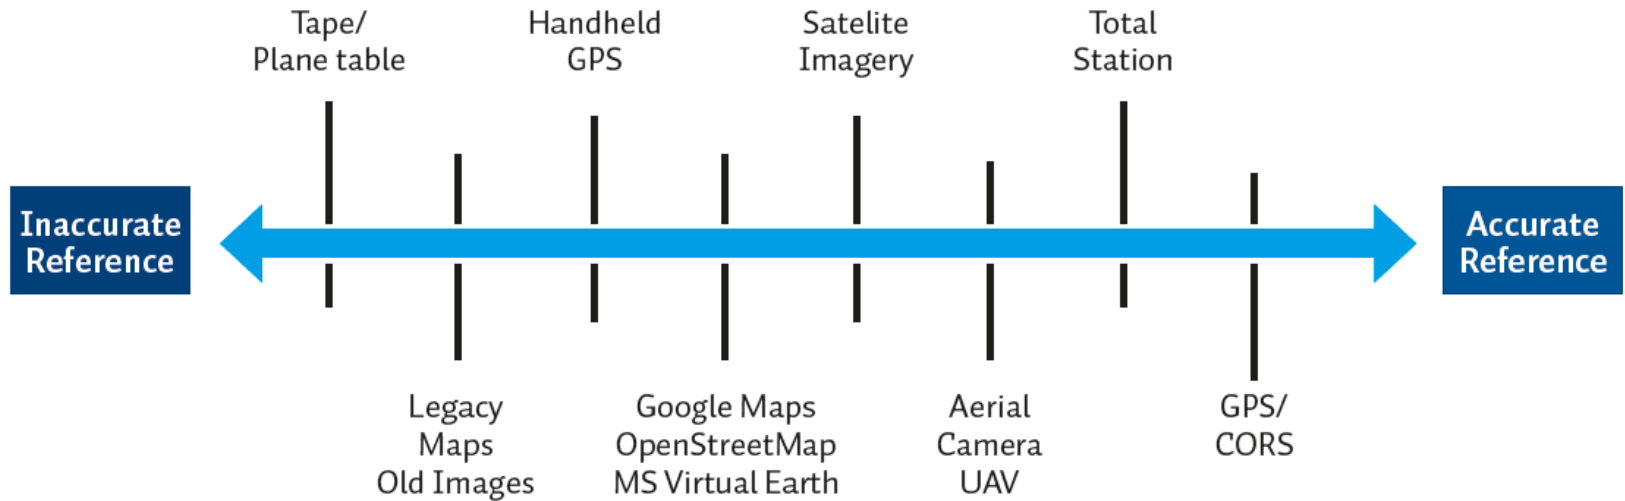 Tape/
Plane table
Handheld
GPS
Satelite
Imagery
Total
Station
Inaccurate
Reference
Accurate
Reference
Legacy
Maps
Old Images
Google Maps
OpenStreetMap
MS Virtual Earth
Aerial
Camera
UAV
GPS/
CORS